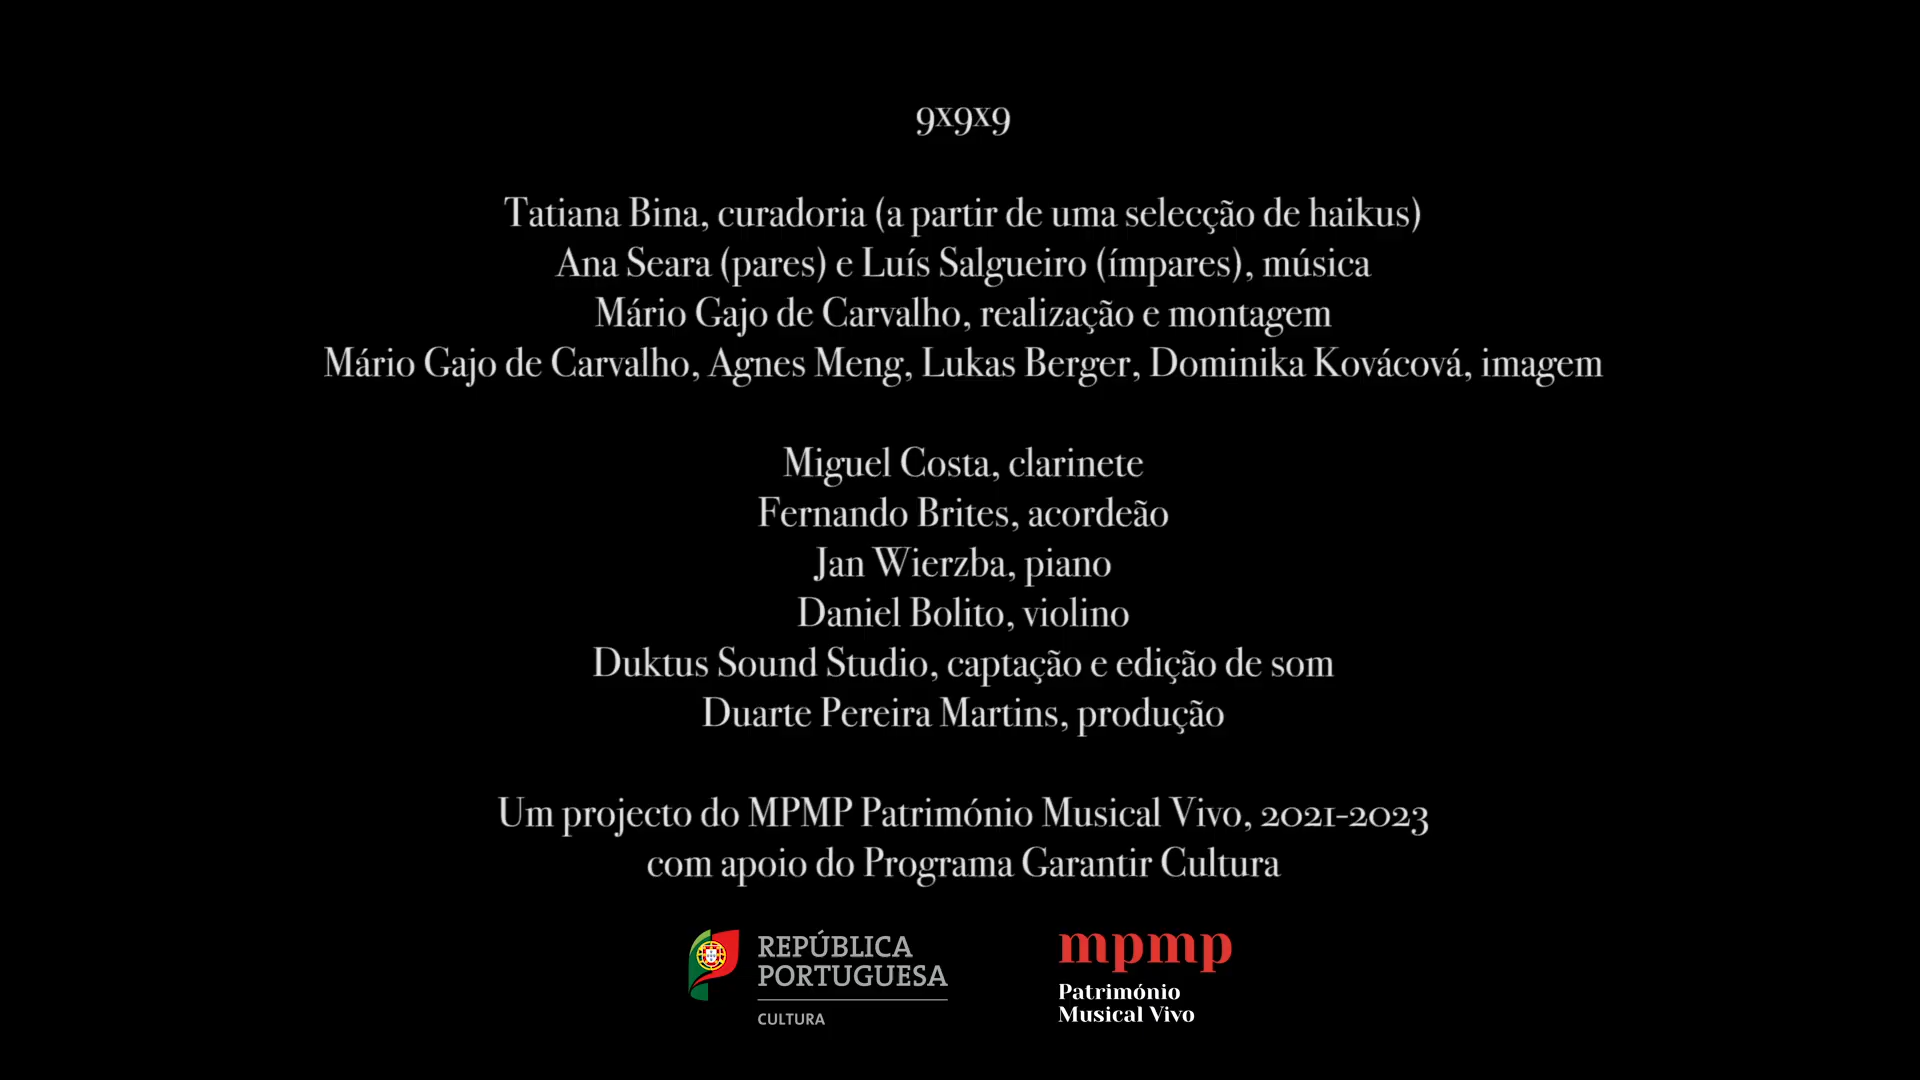 9x9x9
Tatiana Bina, curadoria (a partir de uma selecção de haikus)
Ana Seara (pares) e Luís Salgueiro (ímpares), música
Mário Gajo de Carvalho, realização e montagem
Mário Gajo de Carvalho, Agnes Meng, Lukas Berger, Dominika Kovácová, imagem
Miguel Costa, clarinete
Fernando Brites, acordeão
Jan Wierzba, piano
Daniel Bolito, violino
Duktus Sound Studio, captação e edição de som
Duarte Pereira Martins, produção
Um projecto do MPMP Património Musical Vivo, 2021-2023
com apoio do Programa Garantir Cultura
REPÚBLICA
PORTUGUESA
CULTURA
mpmp
Património
Musical Vivo